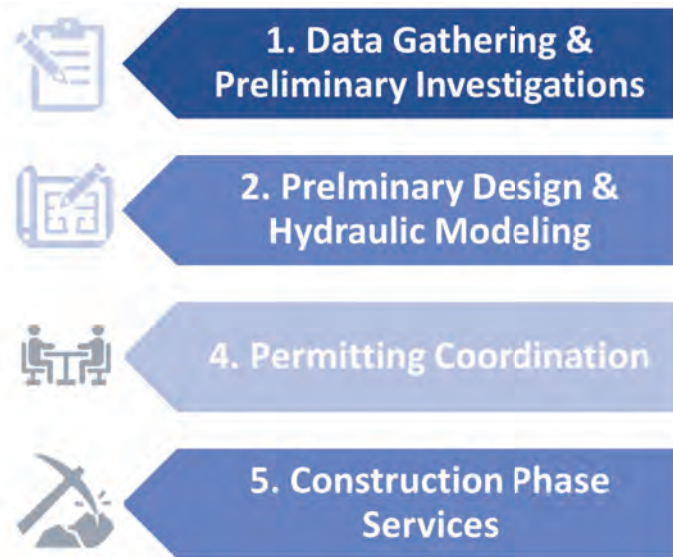 1. Data Gathering &
Preliminary Investigations
2. Prelminary Design &
Hydraulic Modeling
4. Permitting Coordination
5. Construction Phase
Services